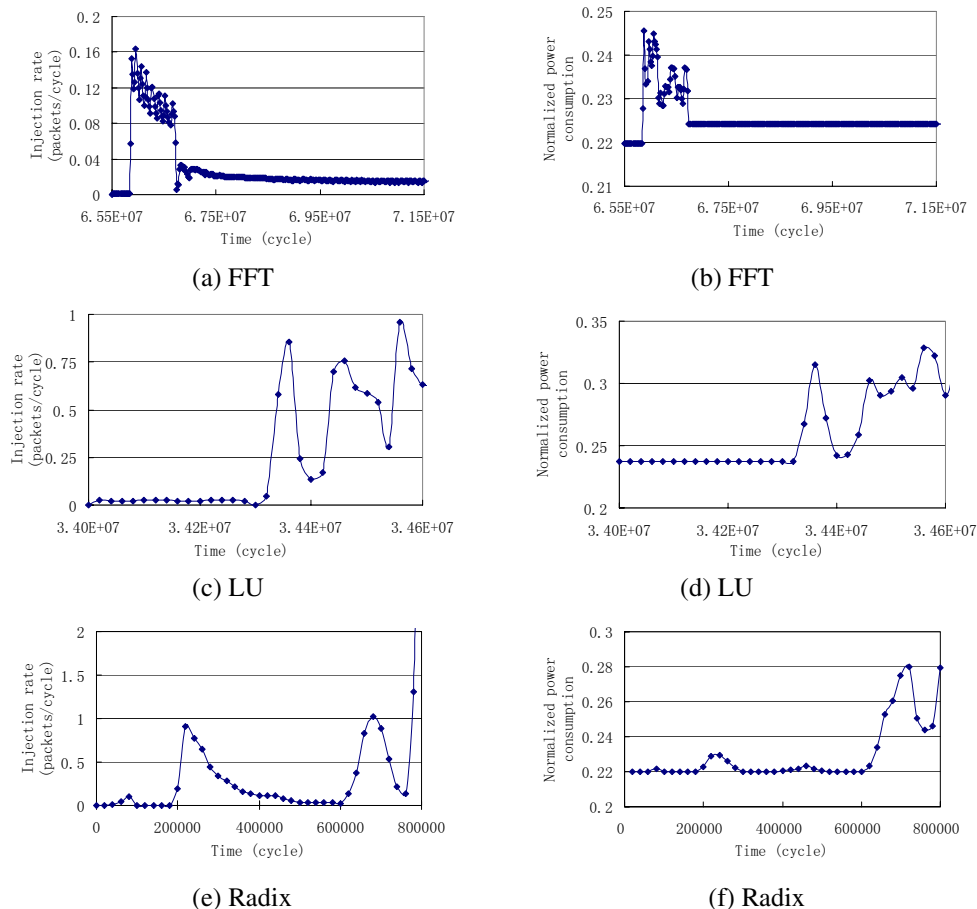 Injection rate
(packets/cycle)
0.2
0.16
0.12
0.08
0.04
0
6.55E+07 6.75E+07 6.95E+07 7.15E+07
Time (cycle)
(a) FFT
Normalized power
consumption
0.25
0.24
0.23
0.22
0.21
6.55E+07 6.75E+07 6.95E+07 7.15E+07
Time (cycle)
(b) FFT
Injection rate
(packets/cycle)
1
0.75
0.5
0.25
0
3.40E+07 3.42E+07 3.44E+07 3.46E+07
Time (cycle)
(c) LU
Normalized power
consumption
0.35
0.3
0.25
0.2
3.40E+07 3.42E+07 3.44E+07 3.46E+07
Time (cycle)
(d) LU
Injection rate
(packets/cycle)
2
1.5
1
0.5
0
0 200000 400000 600000 800000
Time (cycle)
(e) Radix
Normalized power
consumption
0.3
0.28
0.26
0.24
0.22
0.2
0 200000 400000 600000 800000
Time (cycle)
(f) Radix